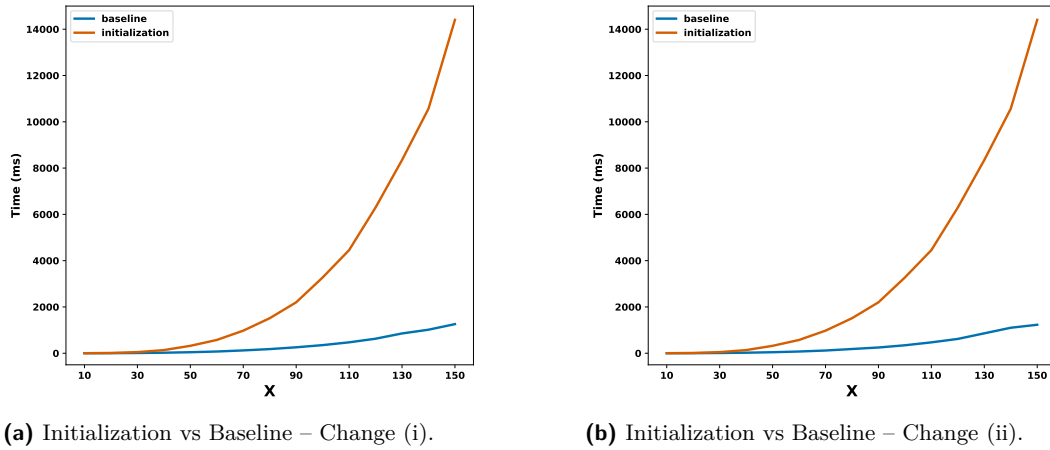 baseline
initialization
14000
12000
10000
8000
6000
4000
2000
0
Time (ms)
10 30 50 70 90 110 130 150
X
(a) Initialization vs Baseline – Change (i).
baseline
initialization
14000
12000
10000
8000
6000
4000
2000
0
Time (ms)
10 30 50 70 90 110 130 150
X
(b) Initialization vs Baseline – Change (ii).